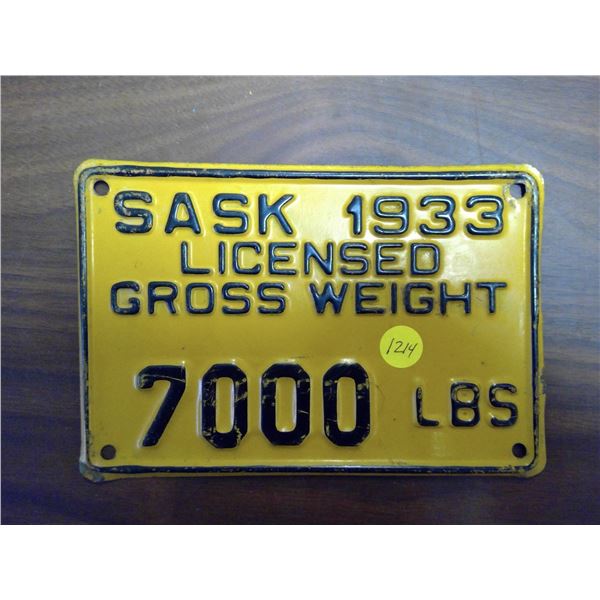 SASK 1933
LICENSED
GROSS WEIGHT
1214
7000 LBS